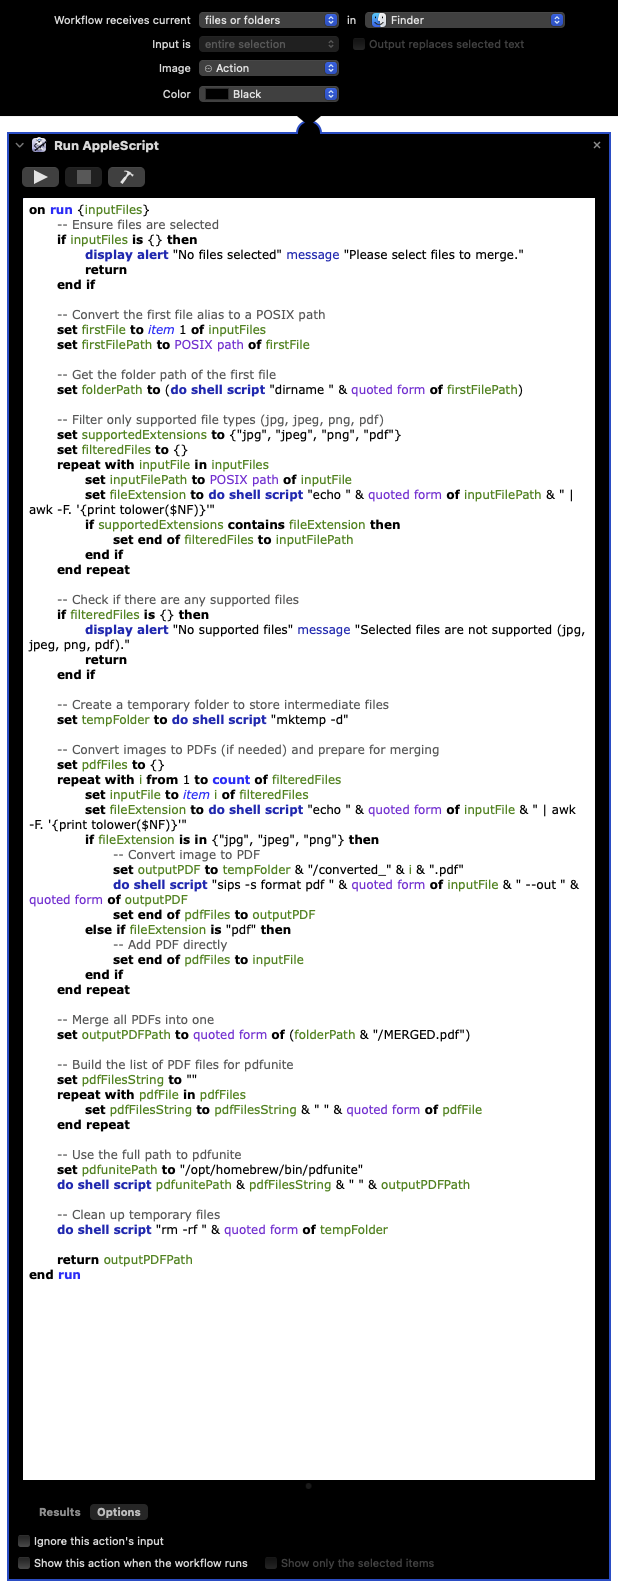 Workflow receives current files or folders in Finder
Input is entire selection Output replaces selected text
Image Action
Color Black
Run AppleScript
on run {inputFiles}
-- Ensure files are selected
if inputFiles is {} then
display alert "No files selected" message "Please select files to merge."
return
end if
-- Convert the first file alias to a POSIX path
set firstFile to item 1 of inputFiles
set firstFilePath to POSIX path of firstFile
-- Get the folder path of the first file
set folderPath to (do shell script "dirname " & quoted form of firstFilePath)
-- Filter only supported file types (jpg, jpeg, png, pdf)
set supportedExtensions to {"jpg", "jpeg", "png", "pdf"}
set filteredFiles to {}
repeat with inputFile in inputFiles
set inputFilePath to POSIX path of inputFile
set fileExtension to do shell script "echo " & quoted form of inputFilePath & " |
awk -F. '{print tolower($NF)}'"
if supportedExtensions contains fileExtension then
set end of filteredFiles to inputFilePath
end if
end repeat
-- Check if there are any supported files
if filteredFiles is {} then
display alert "No supported files" message "Selected files are not supported (jpg,
jpeg, png, pdf)."
return
end if
-- Create a temporary folder to store intermediate files
set tempFolder to do shell script "mktemp -d"
-- Convert images to PDFs (if needed) and prepare for merging
set pdfFiles to {}
repeat with i from 1 to count of filteredFiles
set inputFile to item i of filteredFiles
set fileExtension to do shell script "echo " & quoted form of inputFile & " | awk
-F. '{print tolower($NF)}'"
if fileExtension is in {"jpg", "jpeg", "png"} then
-- Convert image to PDF
set outputPDF to tempFolder & "/converted_" & i & ".pdf"
do shell script "sips -s format pdf " & quoted form of inputFile & " --out " &
quoted form of outputPDF
set end of pdfFiles to outputPDF
else if fileExtension is "pdf" then
-- Add PDF directly
set end of pdfFiles to inputFile
end if
end repeat
-- Merge all PDFs into one
set outputPDFPath to quoted form of (folderPath & "/MERGED.pdf")
-- Build the list of PDF files for pdfunite
set pdfFilesString to ""
repeat with pdfFile in pdfFiles
set pdfFilesString to pdfFilesString & " " & quoted form of pdfFile
end repeat
-- Use the full path to pdfunite
set pdfunitePath to "/opt/homebrew/bin/pdfunite"
do shell script pdfunitePath & pdfFilesString & " " & outputPDFPath
-- Clean up temporary files
do shell script "rm -rf " & quoted form of tempFolder
return outputPDFPath
end run
Results Options
Ignore this action's input
Show this action when the workflow runs Show only the selected items